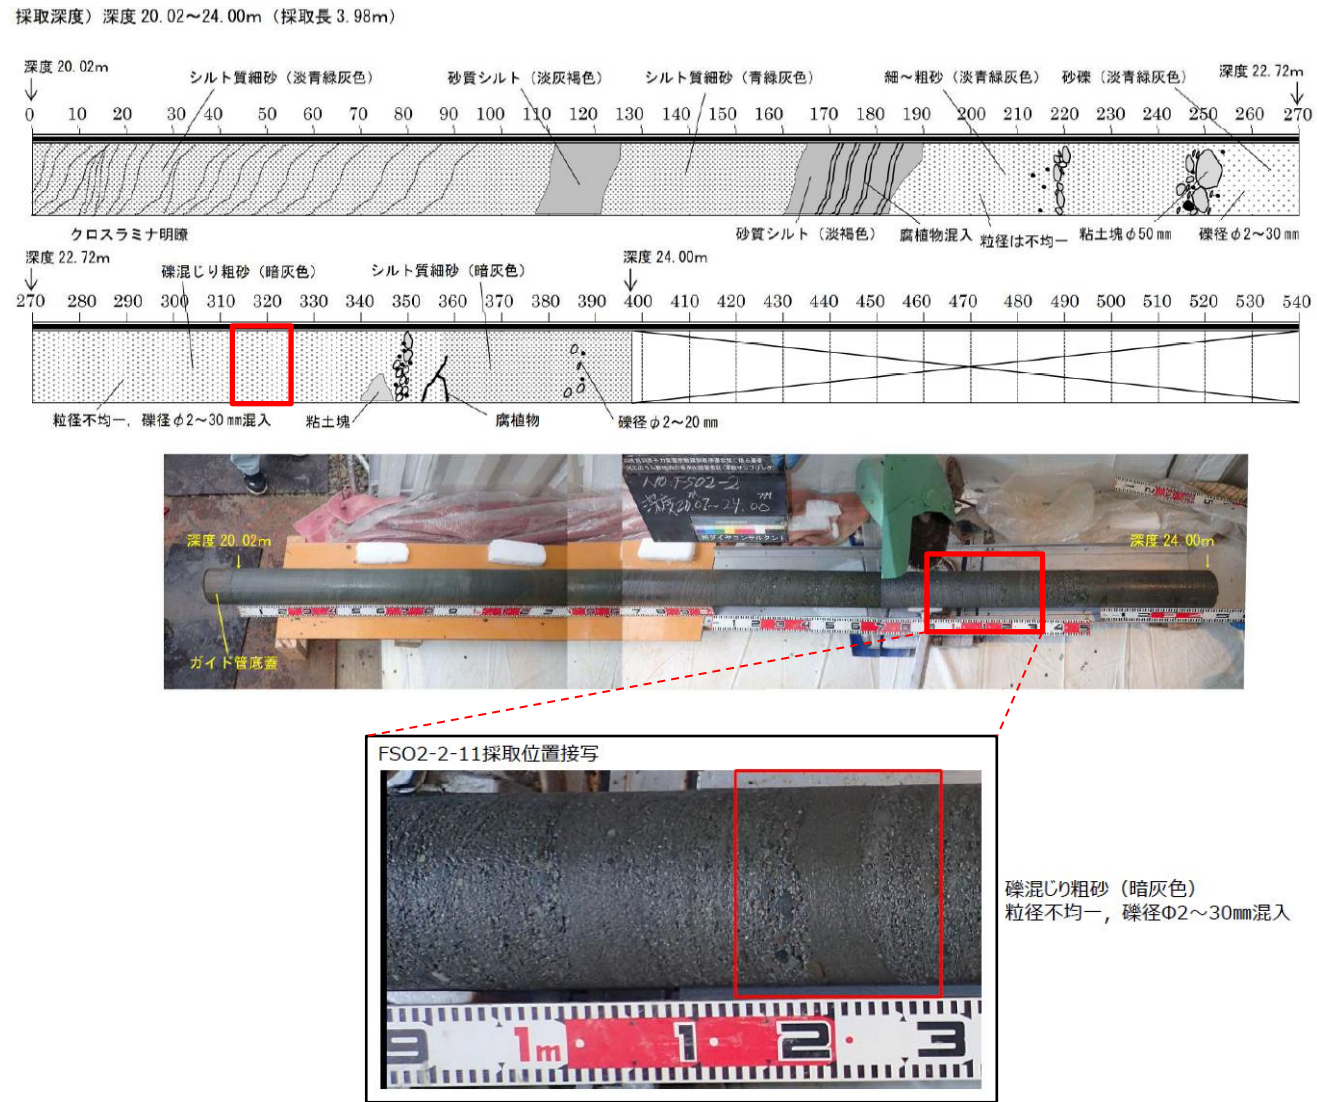 採取深度）深度 20.02～24.00m（採取長 3.98m）
深度 20.02m
シルト質細砂（淡青緑灰色）
砂質シルト（淡灰褐色）
シルト質細砂（青緑灰色）
細～粗砂（淡青緑灰色）
砂礫（淡青緑灰色）
深度 22.72m
0 10 20 30 40 50 60 70 80 90 100 110 120 130 140 150 160 170 180 190 200 210 220 230 240 250 260 270
クロスラミナ明瞭
砂質シルト（淡褐色）
腐植物混入
粒径は不均一
粘土塊φ50㎜
礫径φ2～30㎜
深度 22.72m
礫混じり粗砂（暗灰色）
シルト質細砂（暗灰色）
深度 24.00m
270 280 290 300 310 320 330 340 350 360 370 380 390 400 410 420 430 440 450 460 470 480 490 500 510 520 530 540
粒径不均一，礫径φ2～30㎜混入
粘土塊
腐植物
礫径φ2～20㎜
NO.FS02-2
深度20.02～24.00
深度 20.02m
深度 24.00m
ガイド管底蓋
FSO2-2-11採取位置接写
9 1m 1 2 3
礫混じり粗砂（暗灰色）
粒径不均一，礫径Φ2～30㎜混入